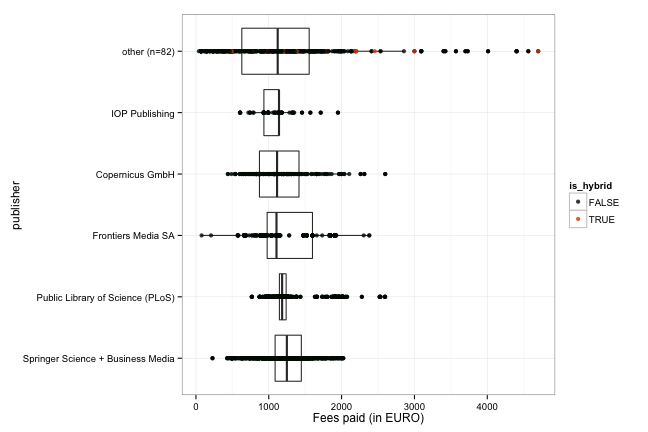 other (n=82)
IOP Publishing
Copernicus GmbH
Frontiers Media SA
Public Library of Science (PLoS)
Springer Science + Business Media
publisher
0 1000 2000 3000 4000
Fees paid (in EURO)
is_hybrid
FALSE
TRUE